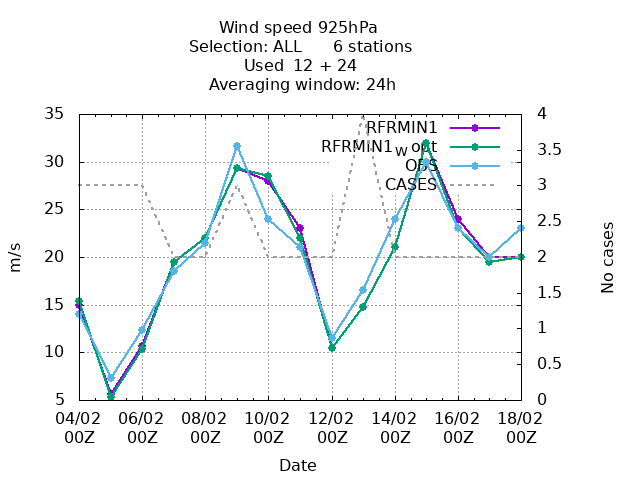 Wind speed 925hPa
Selection: ALL 6 stations
Used 12 + 24
Averaging window: 24h
RFRMIN1
RFRMIN1w out
OBS
CASES
35
30
25
20
15
10
5
m/s
4
3.5
3
2.5
2
1.5
1
0.5
0
No cases
04/02 06/02 08/02 10/02 12/02 14/02 16/02 18/02
00Z 00Z 00Z 00Z 00Z 00Z 00Z 00Z
Date